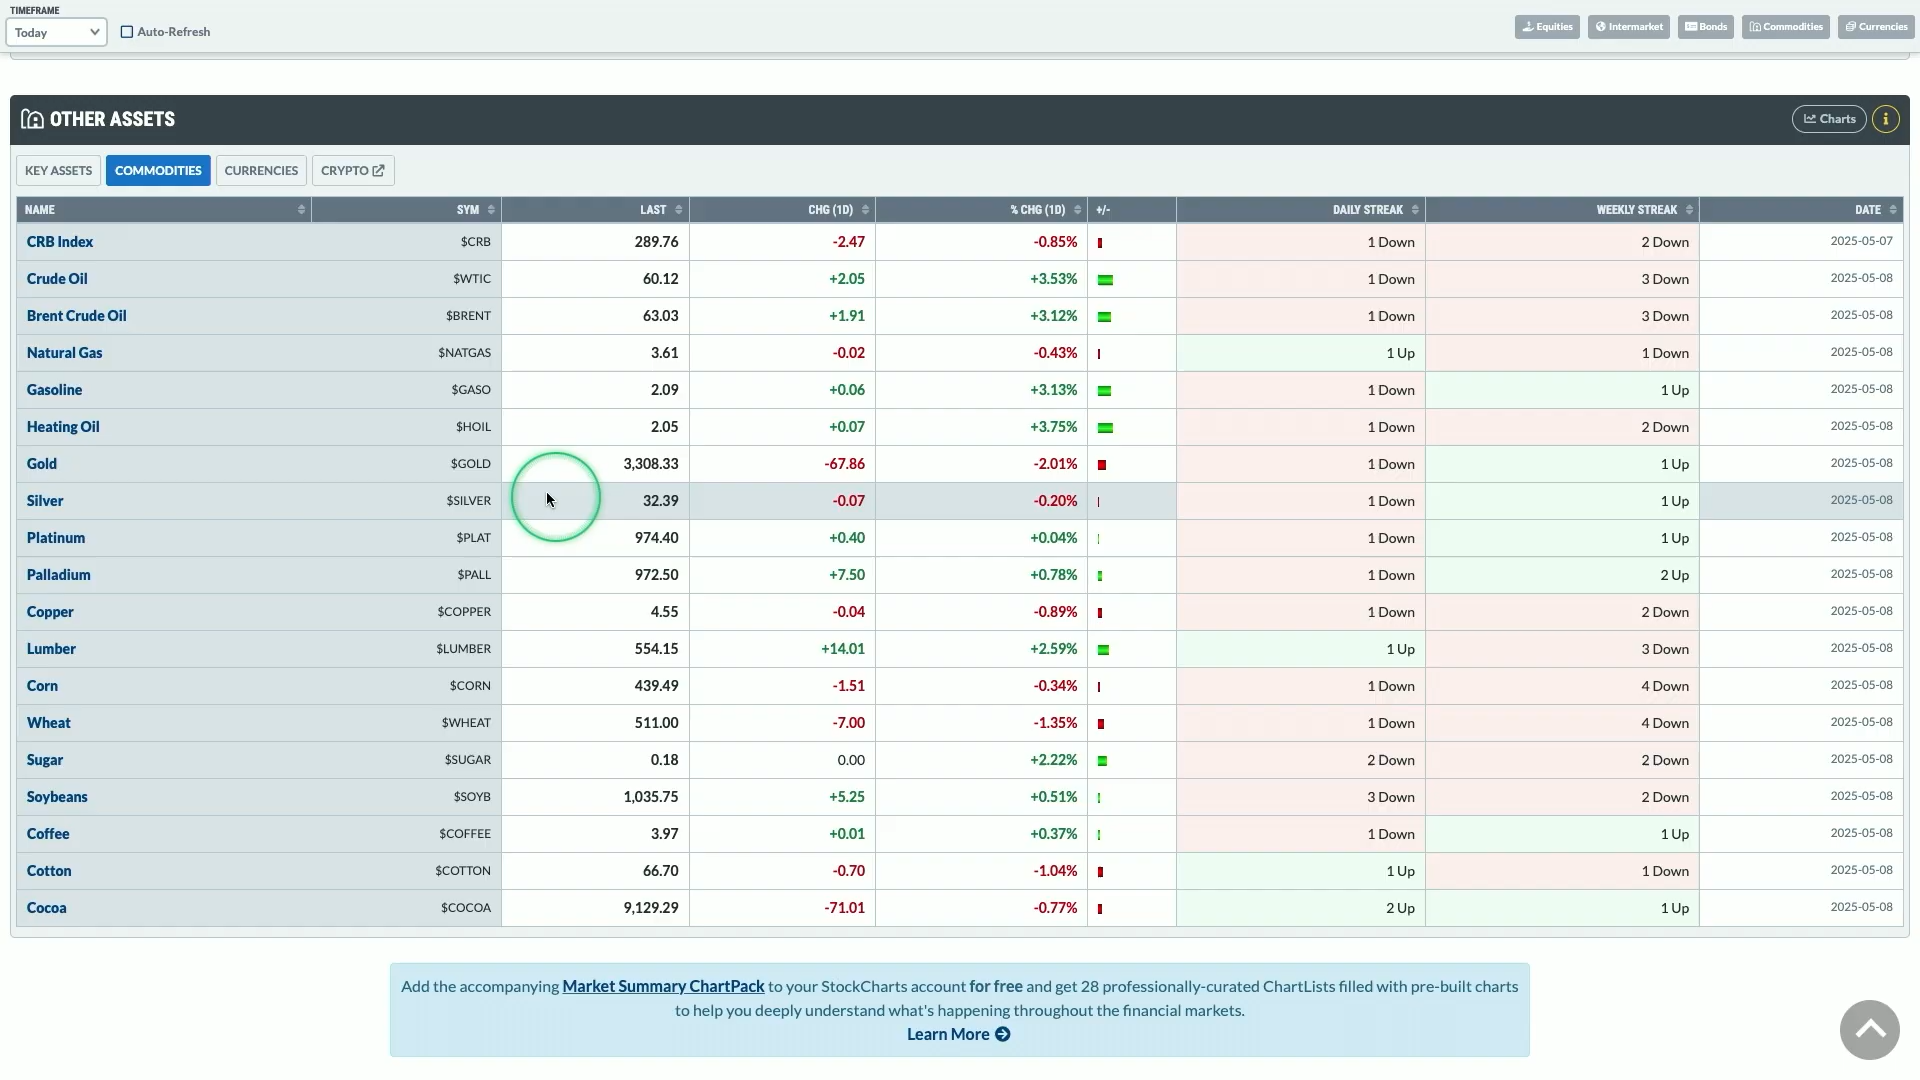 TIMEFRAME
Today
Auto-Refresh
Equities
Intermarket
Bonds
Commodities
Currencies
OTHER ASSETS
Charts
KEY ASSETS COMMODITIES CURRENCIES CRYPTO
NAME SYM LAST CHG (1D) % CHG (1D) +/- DAILY STREAK WEEKLY STREAK DATE
CRB Index $CRB 289.76 -2.47 -0.85% 1 Down 2 Down 2025-05-07
Crude Oil $WTIC 60.12 +2.05 +3.53% 1 Down 3 Down 2025-05-08
Brent Crude Oil $BRENT 63.03 +1.91 +3.12% 1 Down 3 Down 2025-05-08
Natural Gas $NATGAS 3.61 -0.02 -0.43% 1 Up 1 Down 2025-05-08
Gasoline $GASO 2.09 +0.06 +3.13% 1 Down 1 Up 2025-05-08
Heating Oil $HOIL 2.05 +0.07 +3.75% 1 Down 2 Down 2025-05-08
Gold $GOLD 3,308.33 -67.86 -2.01% 1 Down 1 Up 2025-05-08
Silver $SILVER 32.39 -0.07 -0.20% 1 Down 1 Up 2025-05-08
Platinum $PLAT 974.40 +0.40 +0.04% 1 Down 1 Up 2025-05-08
Palladium $PALL 972.50 +7.50 +0.78% 1 Down 2 Up 2025-05-08
Copper $COPPER 4.55 -0.04 -0.89% 1 Down 2 Down 2025-05-08
Lumber $LUMBER 554.15 +14.01 +2.59% 1 Up 3 Down 2025-05-08
Corn $CORN 439.49 -1.51 -0.34% 1 Down 4 Down 2025-05-08
Wheat $WHEAT 511.00 -7.00 -1.35% 1 Down 4 Down 2025-05-08
Sugar $SUGAR 0.18 0.00 +2.22% 2 Down 2 Down 2025-05-08
Soybeans $SOYB 1,035.75 +5.25 +0.51% 3 Down 2 Down 2025-05-08
Coffee $COFFEE 3.97 +0.01 +0.37% 1 Down 1 Up 2025-05-08
Cotton $COTTON 66.70 -0.70 -1.04% 1 Up 1 Down 2025-05-08
Cocoa $COCOA 9,129.29 -71.01 -0.77% 2 Up 1 Up 2025-05-08
Add the accompanying Market Summary ChartPack to your StockCharts account for free and get 28 professionally-curated ChartLists filled with pre-built charts
to help you deeply understand what's happening throughout the financial markets.
Learn More